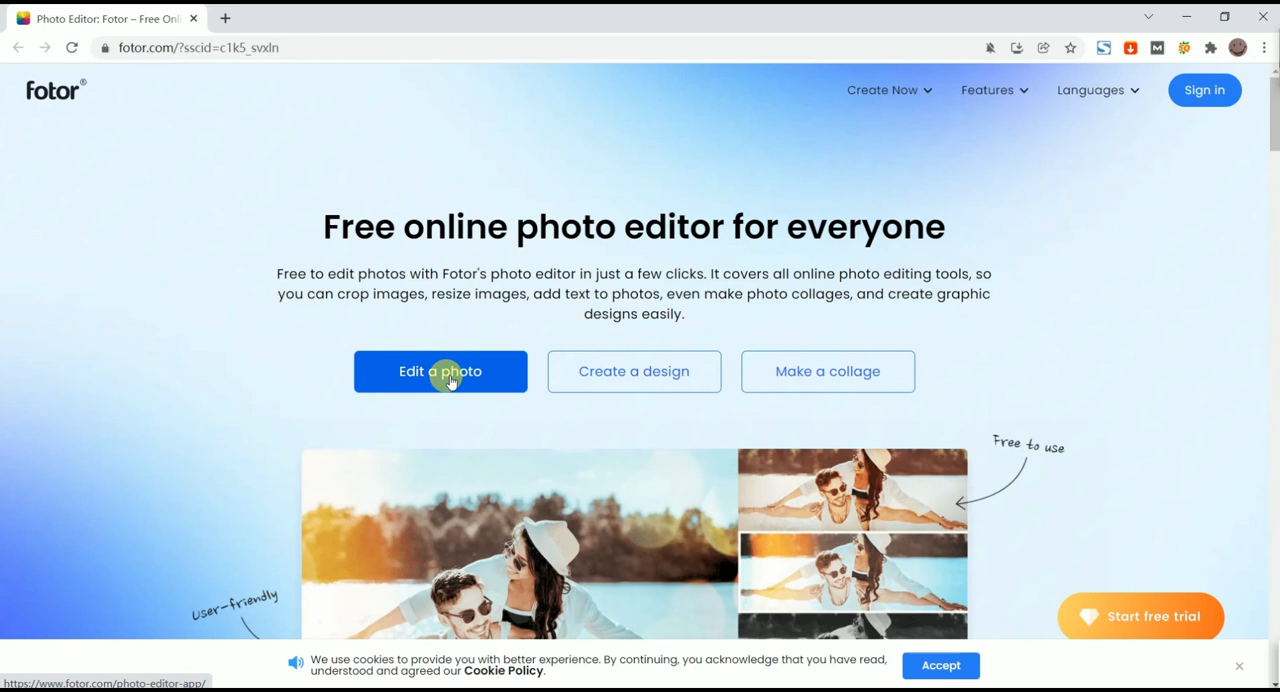 Photo Editor: Fotor – Free Onl
fotor.com/?sscid=c1k5_svxln
fotor®
Create Now
Features
Languages
Sign in
Free online photo editor for everyone
Free to edit photos with Fotor's photo editor in just a few clicks. It covers all online photo editing tools, so
you can crop images, resize images, add text to photos, even make photo collages, and create graphic
designs easily.
Edit a photo
Create a design
Make a collage
Free to use
User-friendly
Start free trial
We use cookies to provide you with better experience. By continuing, you acknowledge that you have read,
understood and agreed our Cookie Policy.
Accept
https://www.fotor.com/photo-editor-app/